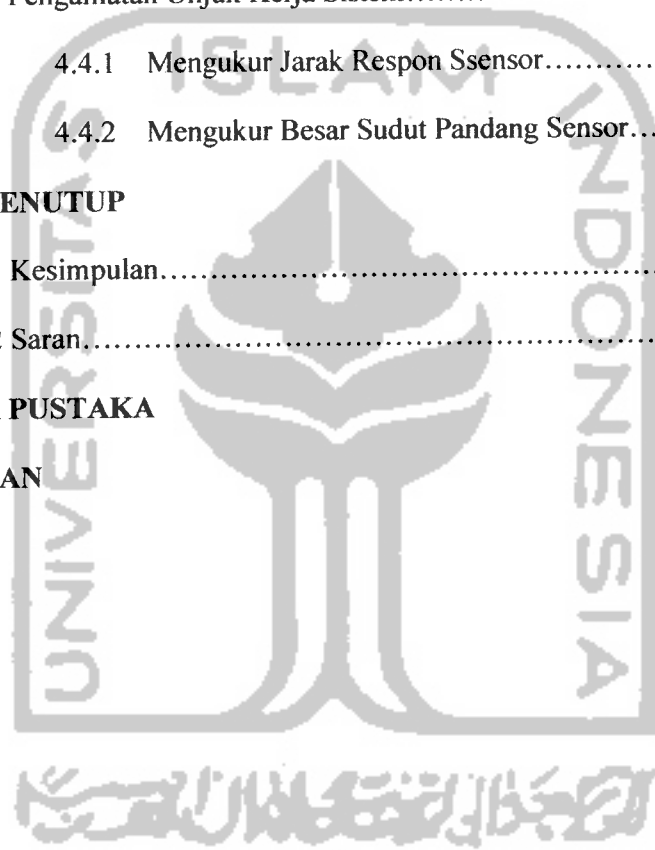 Pengamatan Unjuk Kerja Sistem........
4.4.1 Mengukur Jarak Respon Ssensor............
4.4.2 Mengukur Besar Sudut Pandang Sensor...
ENUTUP
Kesimpulan....................................................
Saran............................................................
PUSTAKA
AN
UNIVERSITAS
ISLAM
INDONESIA